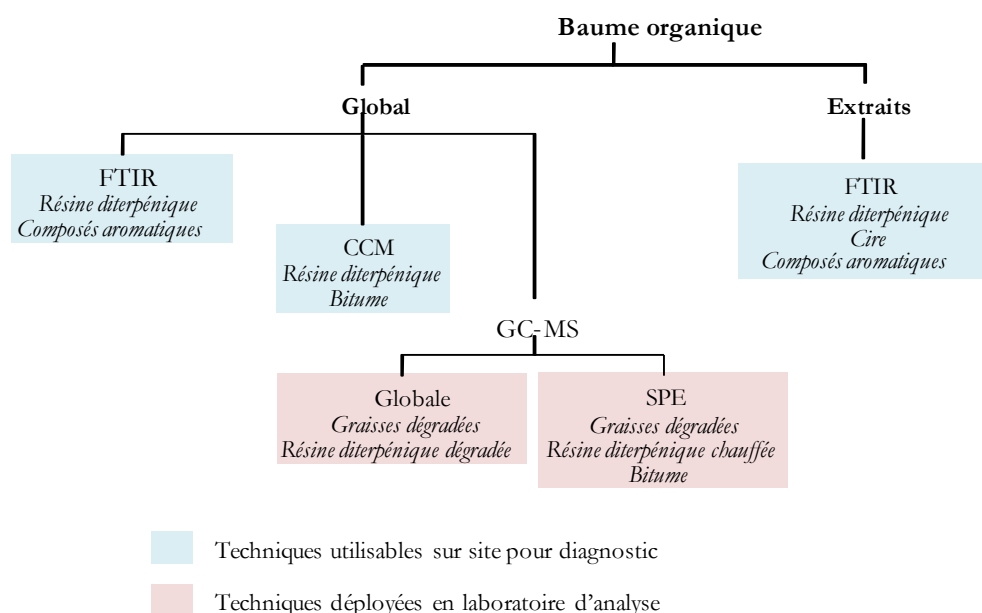 Baume organique
Global
Extraits
FTIR
Résine diterpénique
Composés aromatiques
CCM
Résine diterpénique
Bitume
FTIR
Résine diterpénique
Cire
Composés aromatiques
GC-MS
Globale
Graisses dégradées
Résine diterpénique dégradée
SPE
Graisses dégradées
Résine diterpénique chauffée
Bitume
Techniques utilisables sur site pour diagnostic
Techniques déployées en laboratoire d'analyse